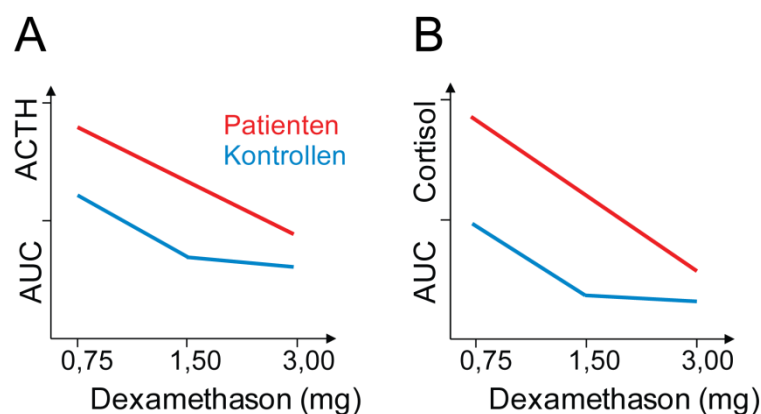 A
AUC ACTH
Patienten
Kontrollen
0,75 1,50 3,00
Dexamethason (mg)
B
AUC Cortisol
0,75 1,50 3,00
Dexamethason (mg)